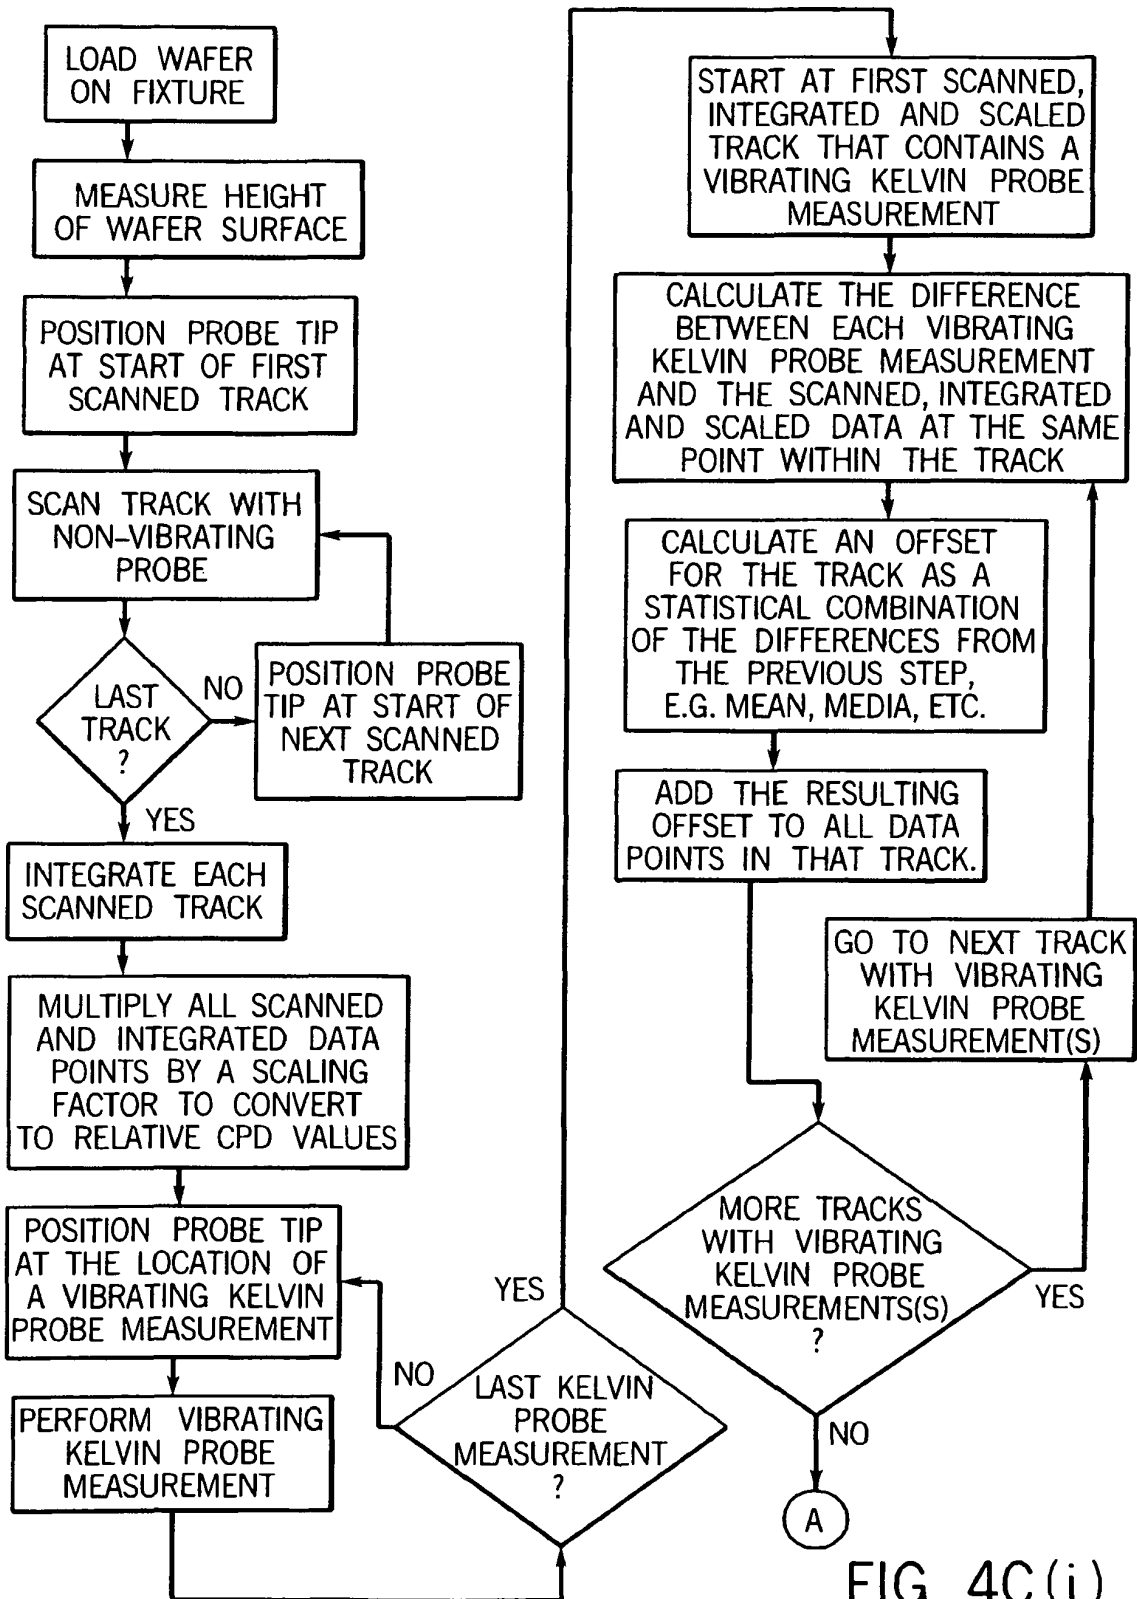 LOAD WAFER
ON FIXTURE
MEASURE HEIGHT
OF WAFER SURFACE
POSITION PROBE TIP
AT START OF FIRST
SCANNED TRACK
SCAN TRACK WITH
NON-VIBRATING
PROBE
LAST
TRACK
?
NO
POSITION PROBE
TIP AT START OF
NEXT SCANNED
TRACK
YES
INTEGRATE EACH
SCANNED TRACK
MULTIPLY ALL SCANNED
AND INTEGRATED DATA
POINTS BY A SCALING
FACTOR TO CONVERT
TO RELATIVE CPD VALUES
POSITION PROBE TIP
AT THE LOCATION OF
A VIBRATING KELVIN
PROBE MEASUREMENT
PERFORM VIBRATING
KELVIN PROBE
MEASUREMENT
NO
LAST KELVIN
PROBE
MEASUREMENT
?
YES
START AT FIRST SCANNED,
INTEGRATED AND SCALED
TRACK THAT CONTAINS A
VIBRATING KELVIN PROBE
MEASUREMENT
CALCULATE THE DIFFERENCE
BETWEEN EACH VIBRATING
KELVIN PROBE MEASUREMENT
AND THE SCANNED, INTEGRATED
AND SCALED DATA AT THE SAME
POINT WITHIN THE TRACK
CALCULATE AN OFFSET
FOR THE TRACK AS A
STATISTICAL COMBINATION
OF THE DIFFERENCES FROM
THE PREVIOUS STEP,
E.G. MEAN, MEDIA, ETC.
ADD THE RESULTING
OFFSET TO ALL DATA
POINTS IN THAT TRACK.
GO TO NEXT TRACK
WITH VIBRATING
KELVIN PROBE
MEASUREMENT(S)
MORE TRACKS
WITH VIBRATING
KELVIN PROBE
MEASUREMENTS(S)
?
YES
NO
A
FIG. 4C(i)